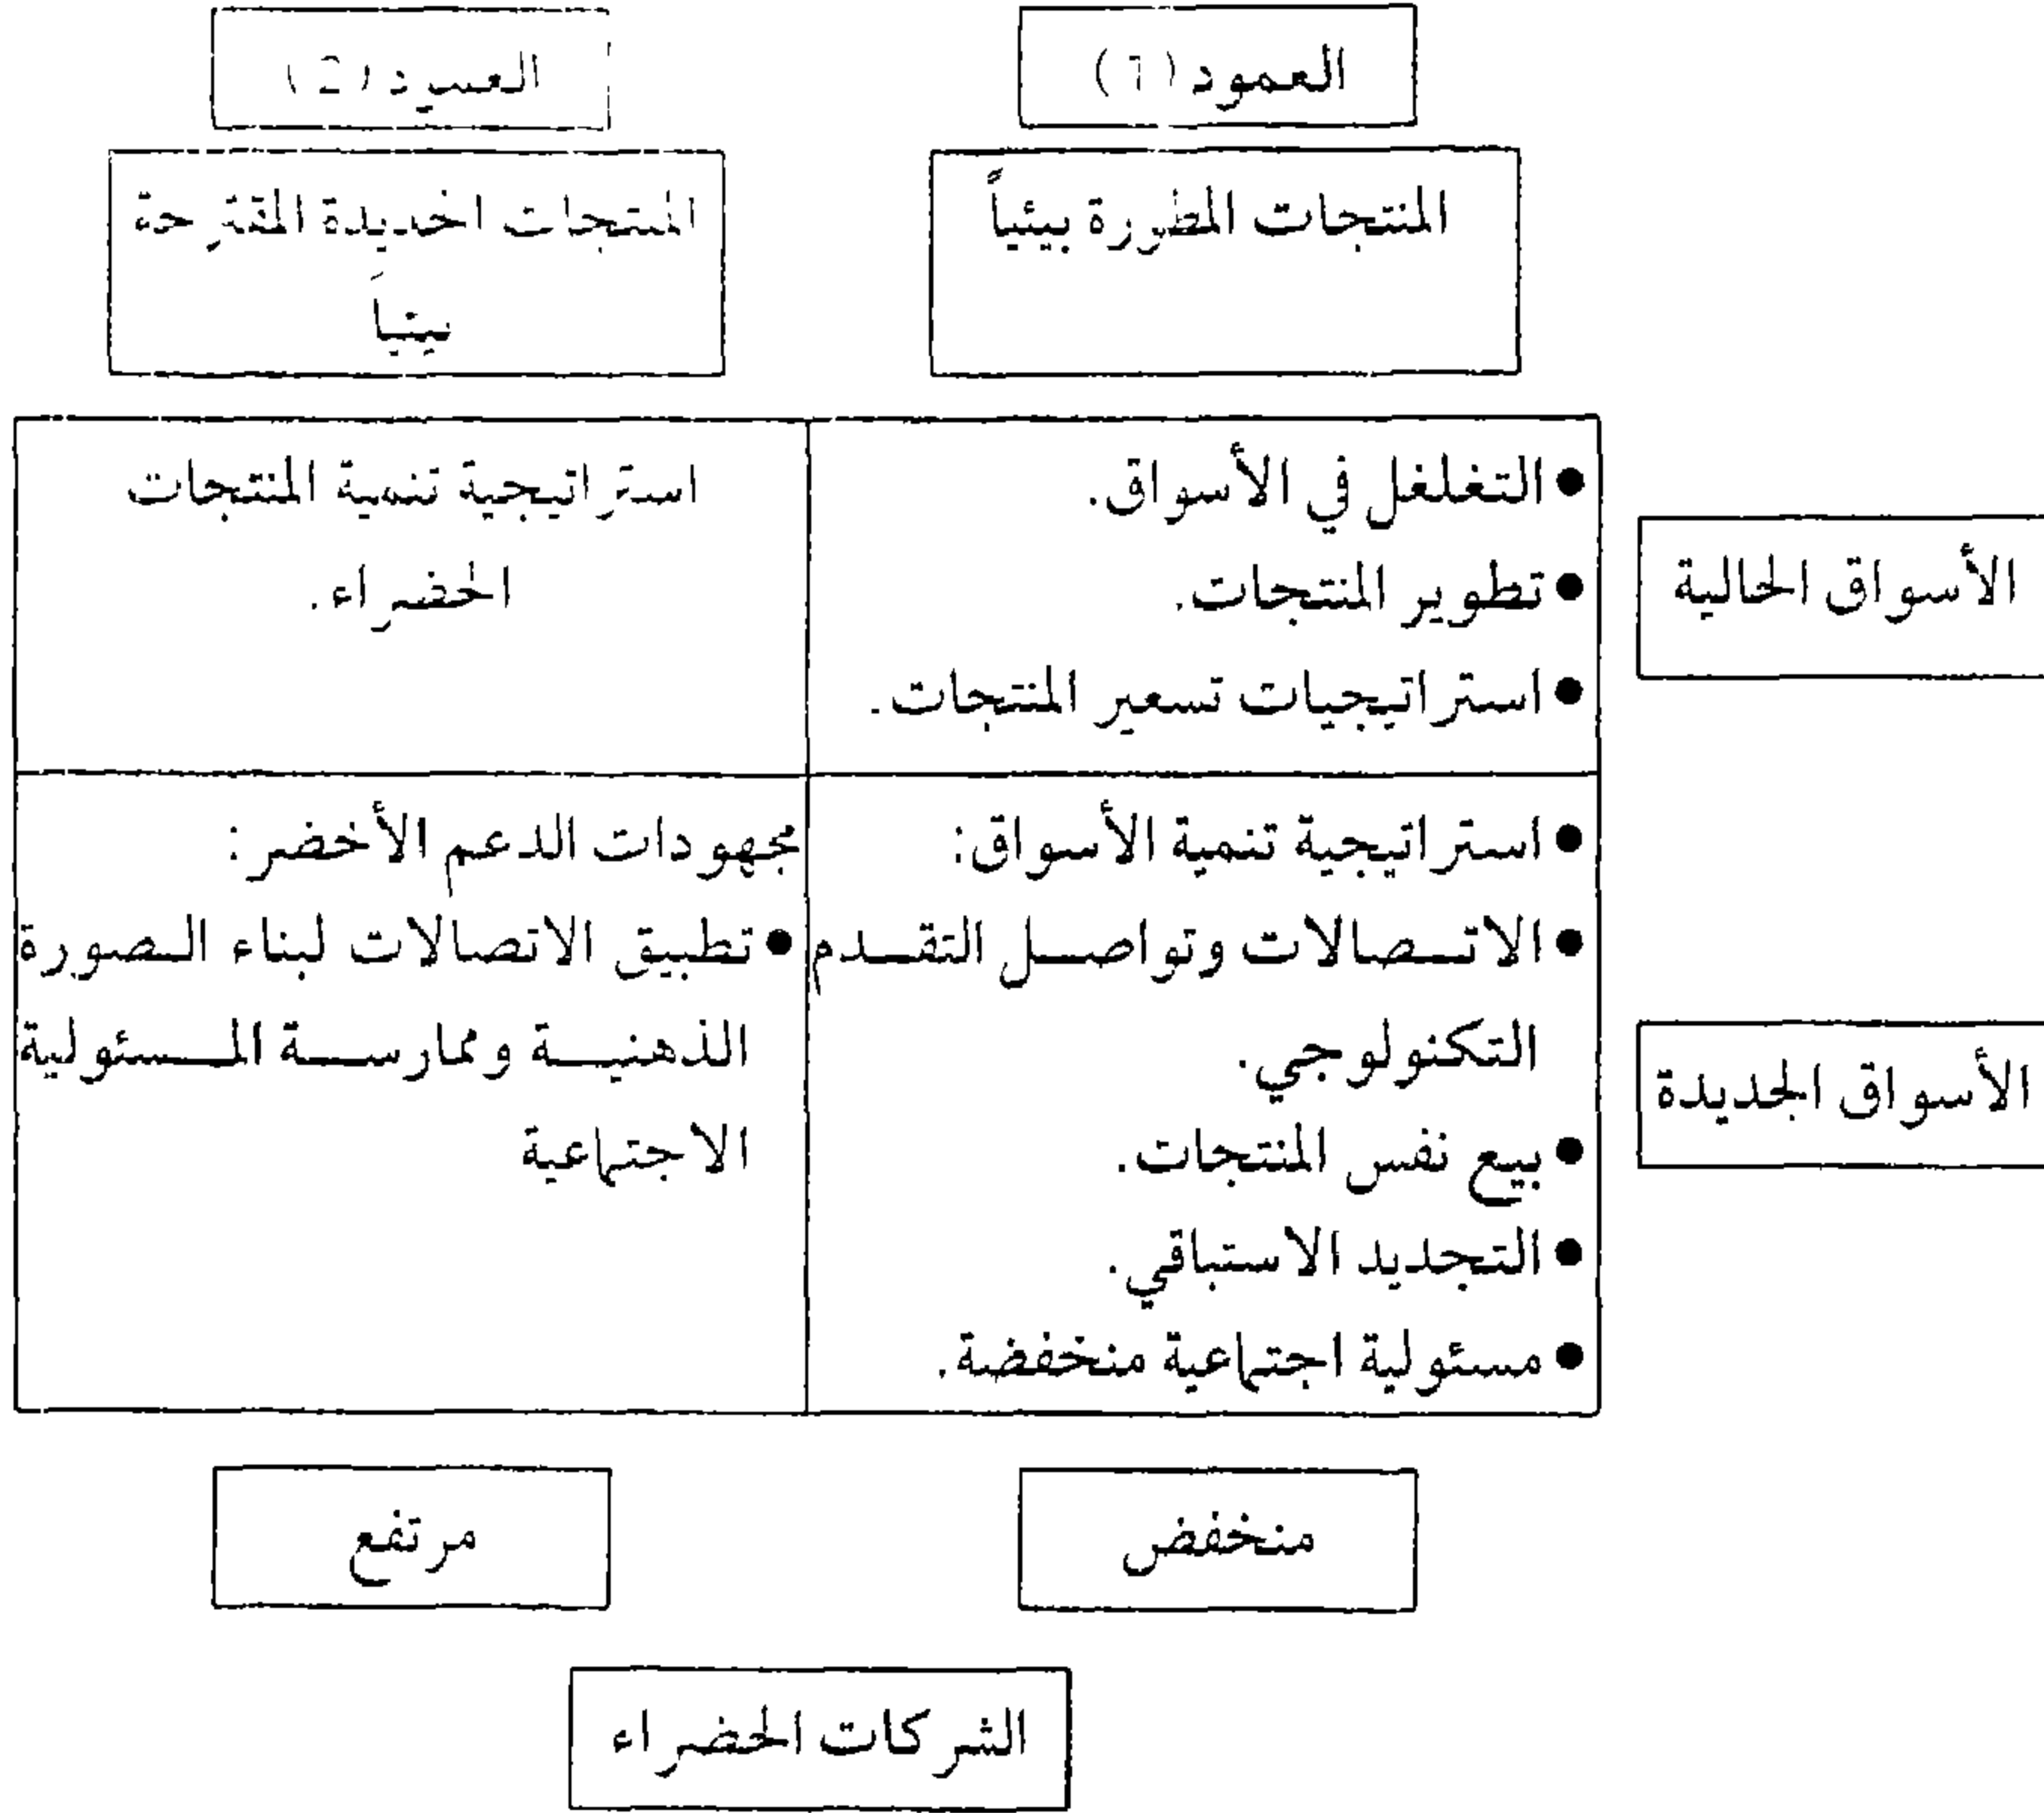 العمود (1)
العمود (2)
المنتجات المطورة بيئياً
المنتجات الجديدة المقترحة
بيئياً
الأسواق الحالية
● التغلغل في الأسواق.
● تطوير المنتجات.
● استراتيجيات تسعير المنتجات.
استراتيجية تنمية المنتجات
الخضراء.
الأسواق الجديدة
● استراتيجية تنمية الأسواق:
● الاتصالات وتواصل التقدم
التكنولوجي.
● بيع نفس المنتجات.
● التجديد الاستباقي.
● مسئولية اجتماعية منخفضة.
مجهودات الدعم الأخضر:
● تطبيق الاتصالات لبناء الصورة
الذهنية وممارسة المسئولية
الاجتماعية
منخفض
مرتفع
الشركات الخضراء